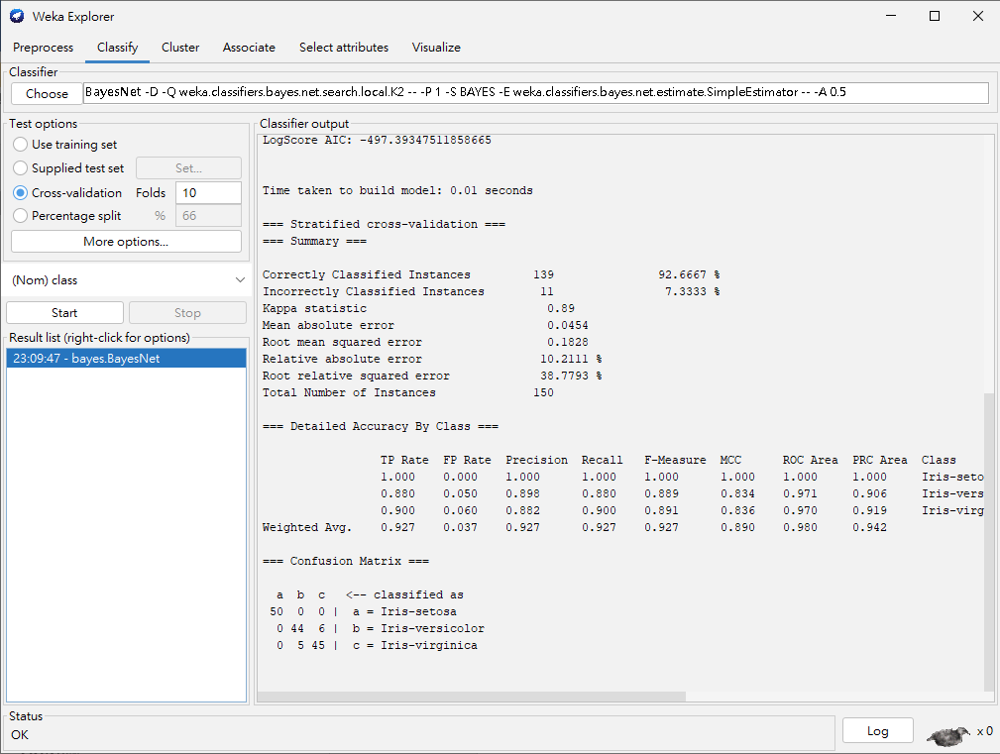 Weka Explorer
Preprocess Classify Cluster Associate Select attributes Visualize
Classifier
Choose BayesNet -D -Q weka.classifiers.bayes.net.search.local.K2 -- -P 1 -S BAYES -E weka.classifiers.bayes.net.estimate.SimpleEstimator -- -A 0.5
Test options
Use training set
Supplied test set Set...
Cross-validation Folds 10
Percentage split % 66
More options...
(Nom) class
Start Stop
Result list (right-click for options)
23:09:47 - bayes.BayesNet
Classifier output
LogScore AIC: -497.39347511858665
Time taken to build model: 0.01 seconds
=== Stratified cross-validation ===
=== Summary ===
Correctly Classified Instances 139 92.6667 %
Incorrectly Classified Instances 11 7.3333 %
Kappa statistic 0.89
Mean absolute error 0.0454
Root mean squared error 0.1828
Relative absolute error 10.2111 %
Root relative squared error 38.7793 %
Total Number of Instances 150
=== Detailed Accuracy By Class ===
TP Rate FP Rate Precision Recall F-Measure MCC ROC Area PRC Area Class
1.000 0.000 1.000 1.000 1.000 1.000 1.000 1.000 Iris-seto
0.880 0.050 0.898 0.880 0.889 0.834 0.971 0.906 Iris-vers
0.900 0.060 0.882 0.900 0.891 0.836 0.970 0.919 Iris-virg
Weighted Avg. 0.927 0.037 0.927 0.927 0.927 0.890 0.980 0.942
=== Confusion Matrix ===
a b c <-- classified as
50 0 0 | a = Iris-setosa
0 44 6 | b = Iris-versicolor
0 5 45 | c = Iris-virginica
Status
OK
Log x 0